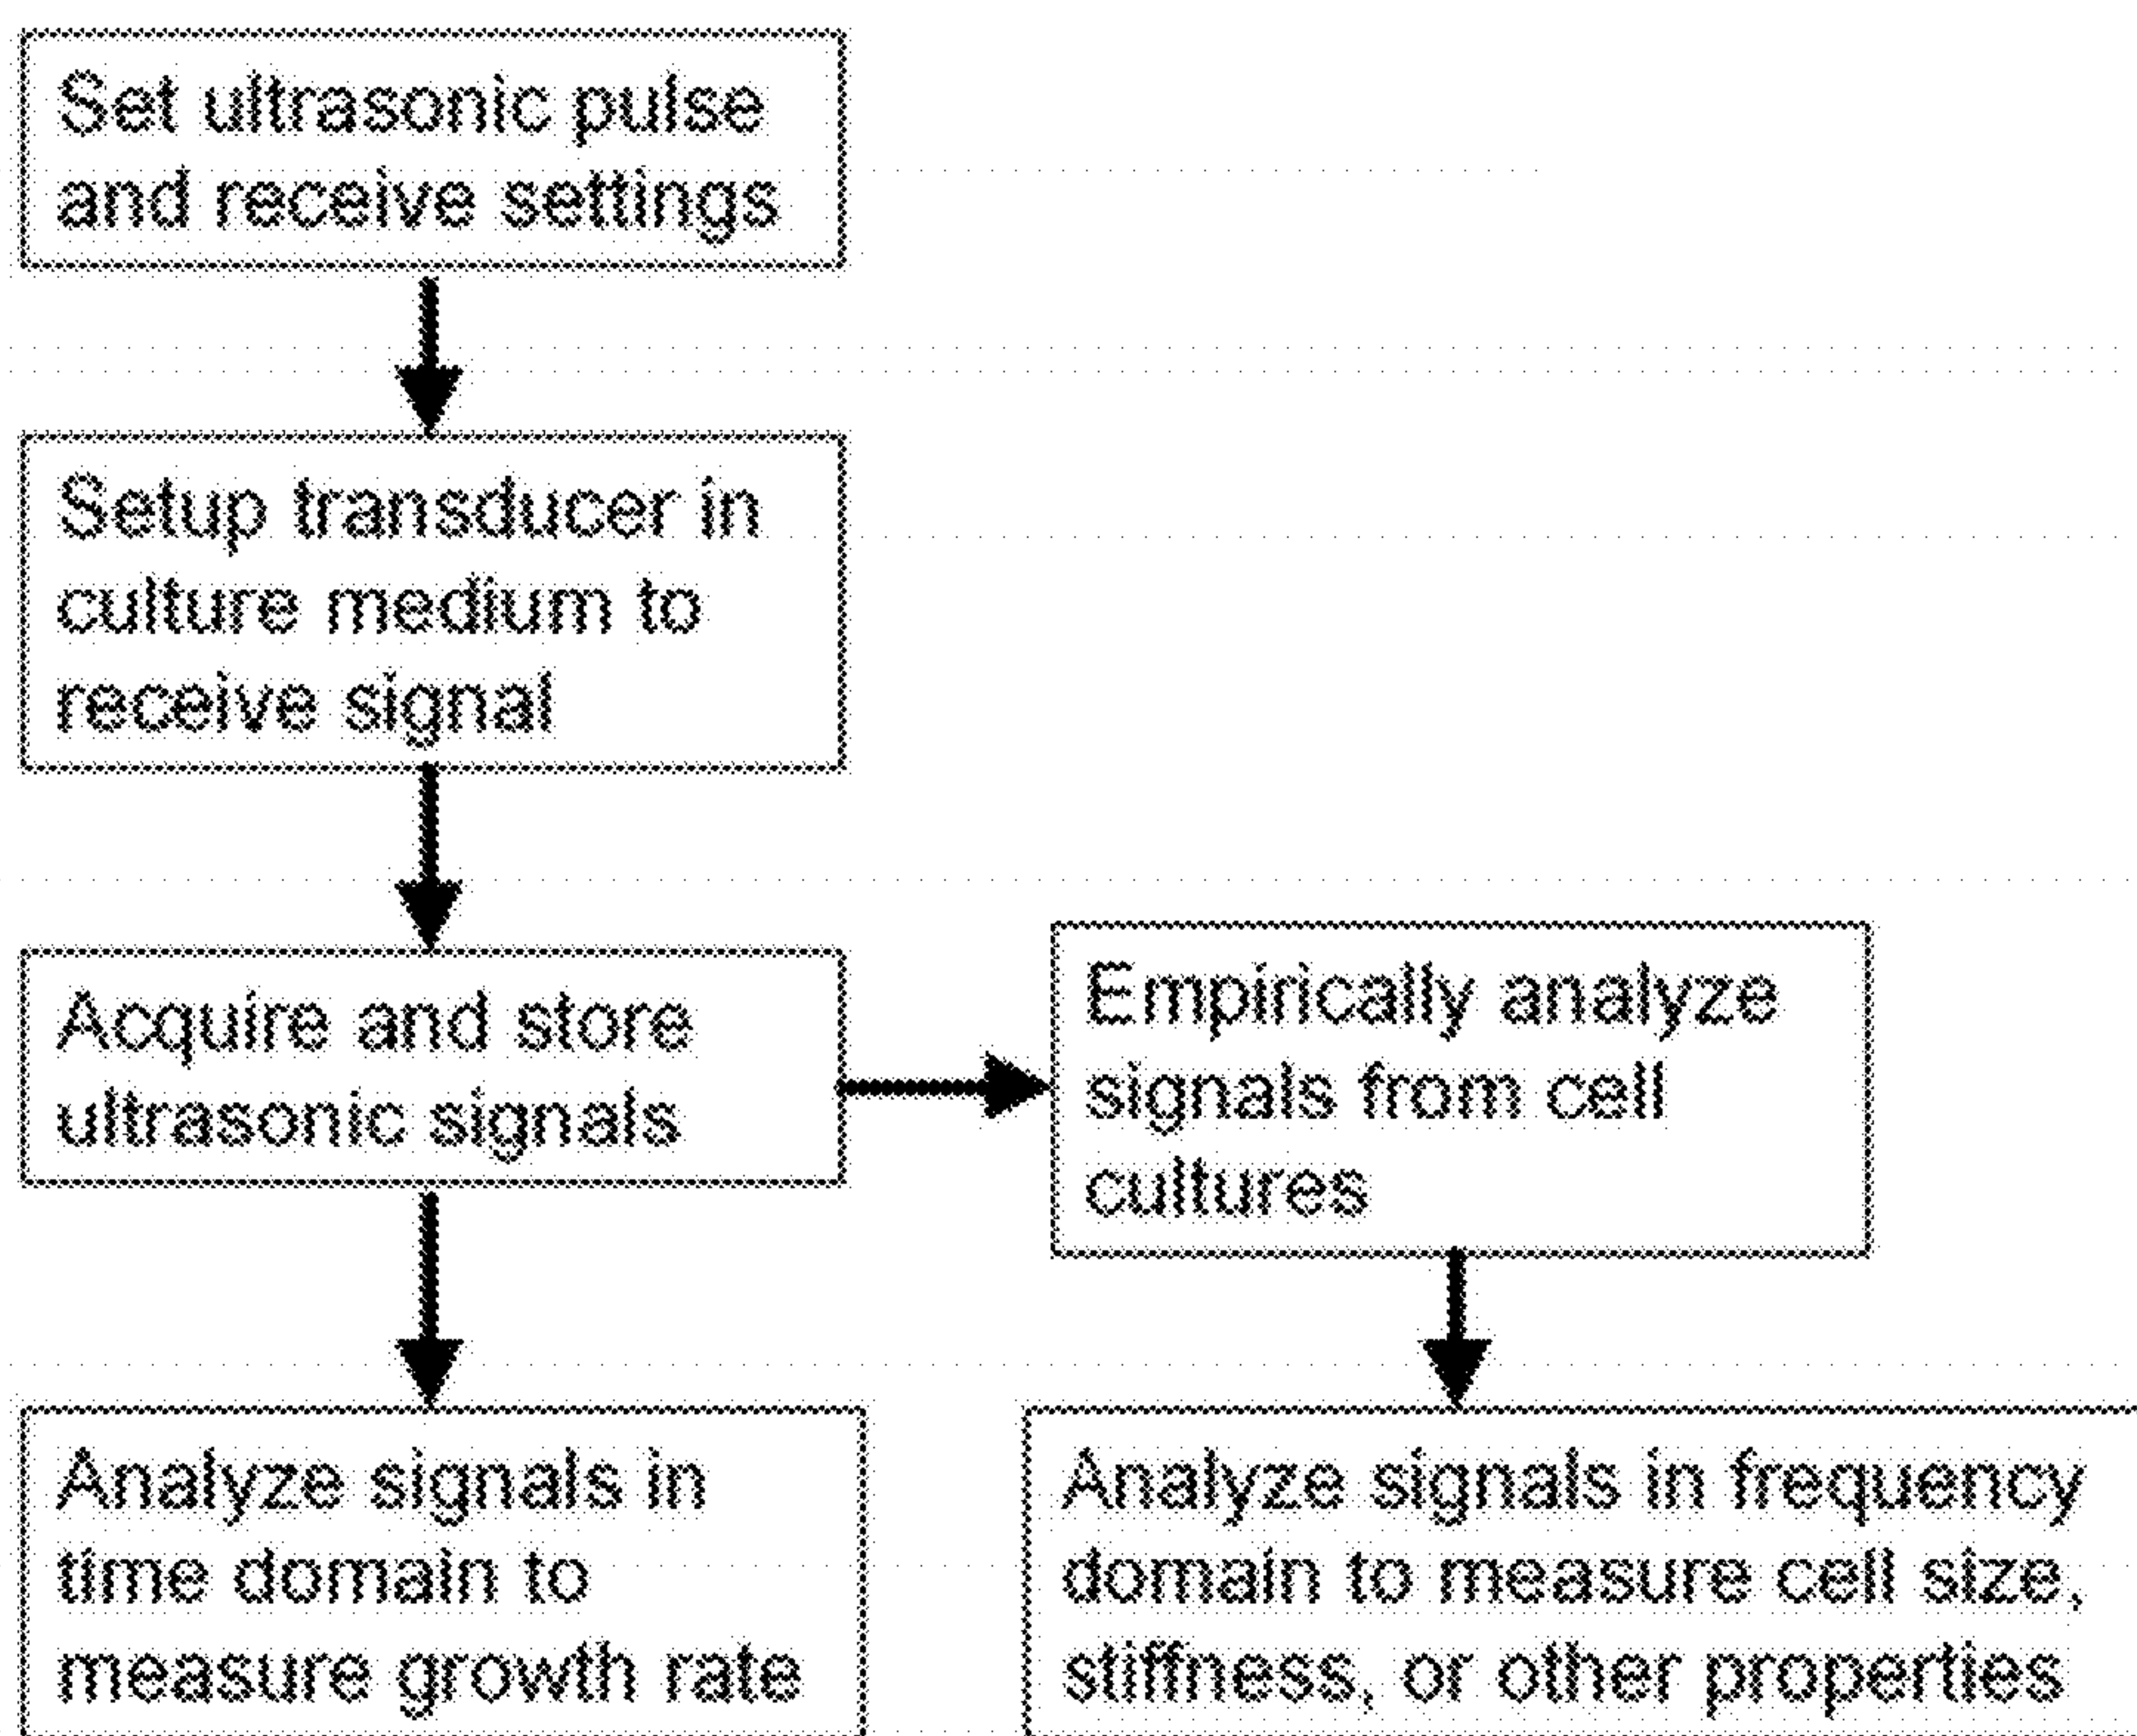 Set ultrasonic pulse
and receive settings
Setup transducer in
culture medium to
receive signal
Acquire and store
ultrasonic signals
Empirically analyze
signals from cell
cultures
Analyze signals in
time domain to
measure growth rate
Analyze signals in frequency
domain to measure cell size,
stiffness, or other properties